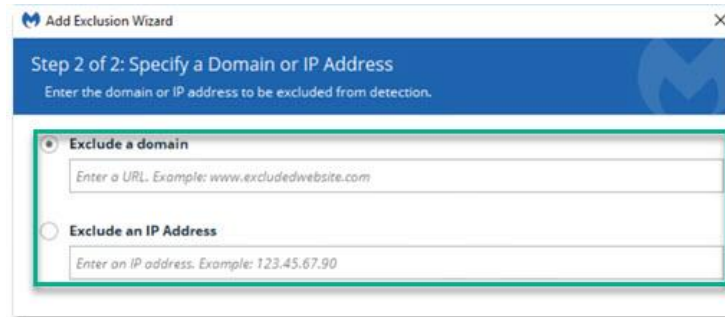 Add Exclusion Wizard
Step 2 of 2: Specify a Domain or IP Address
Enter the domain or IP address to be excluded from detection.
Exclude a domain
Enter a URL. Example: www.excludedwebsite.com
Exclude an IP Address
Enter an IP address. Example: 123.45.67.90